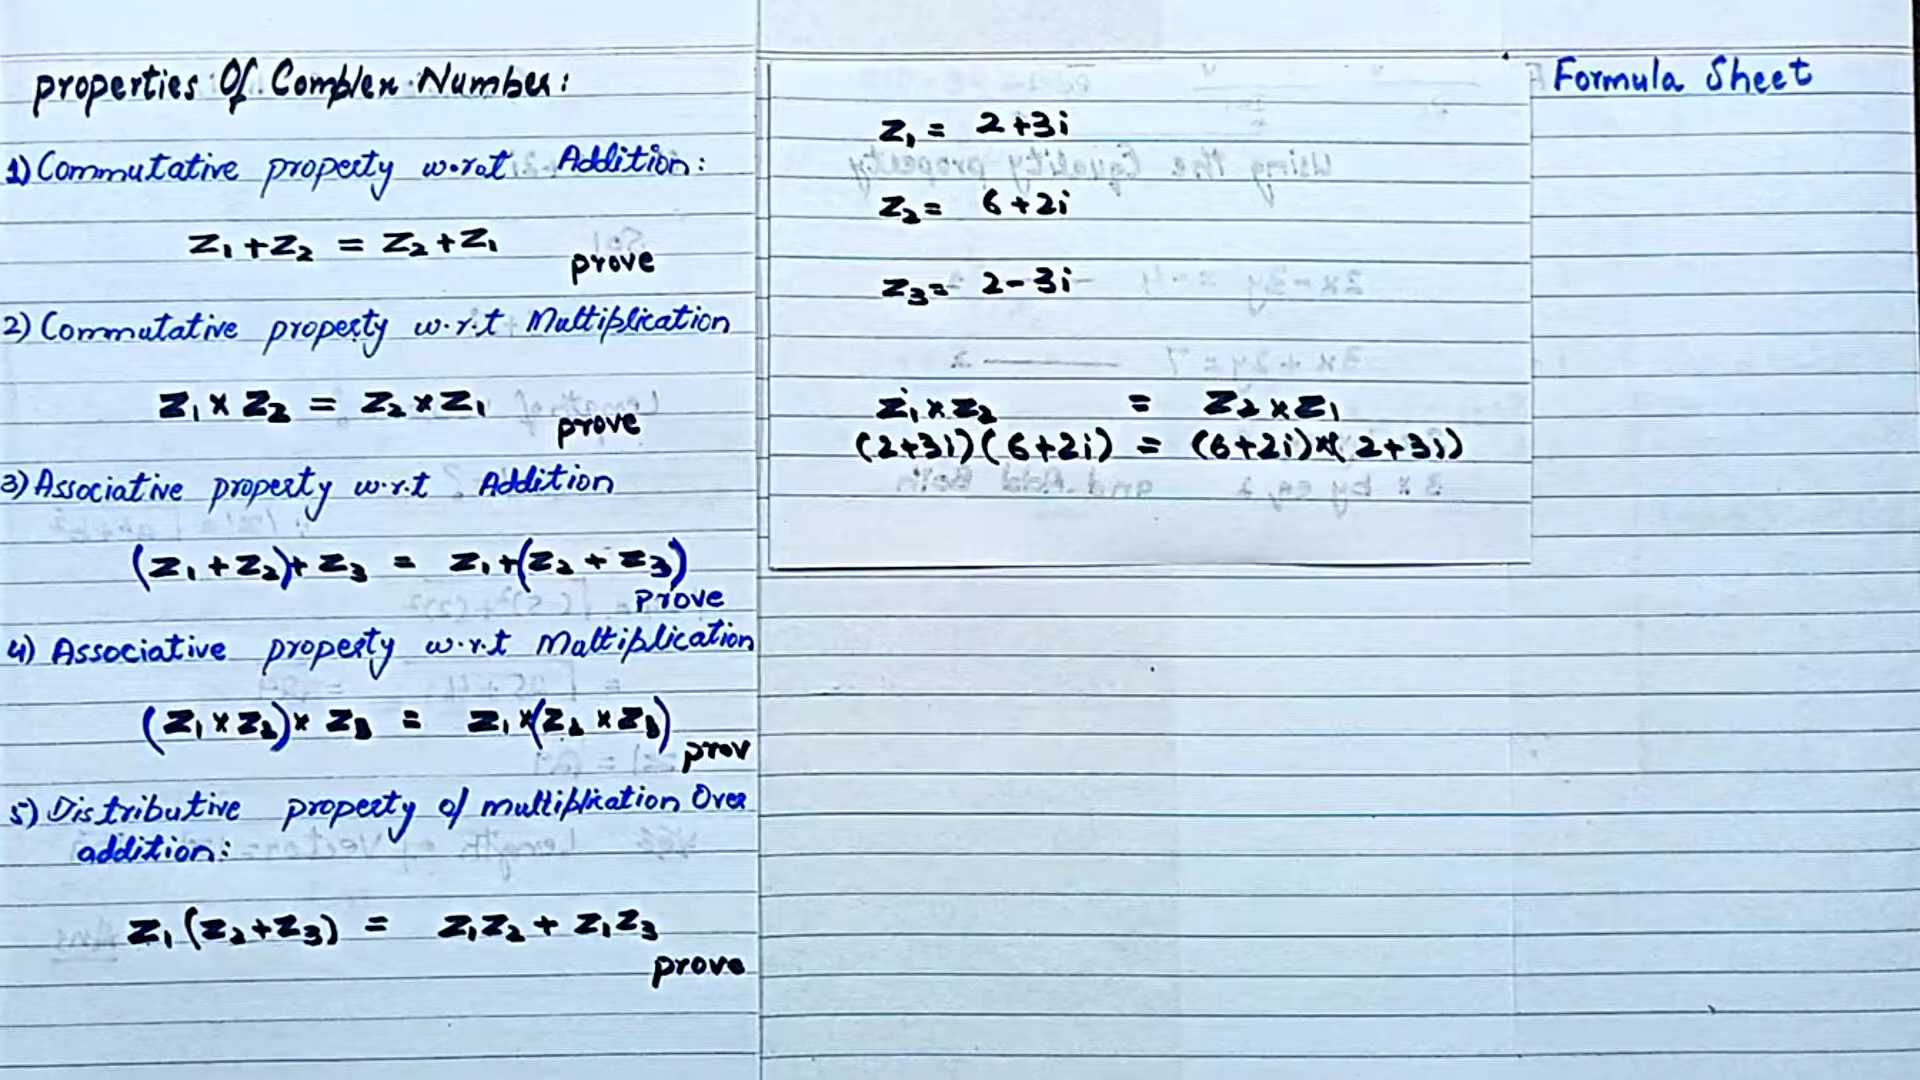 properties Of Complex Number:
1) Commutative property w.r.t Addition:
z₁ + z₂ = z₂ + z₁
prove
2) Commutative property w.r.t Multiplication
z₁ × z₂ = z₂ × z₁
prove
3) Associative property w.r.t Addition
(z₁ + z₂) + z₃ = z₁ + (z₂ + z₃)
prove
4) Associative property w.r.t Multiplication
(z₁ × z₂) × z₃ = z₁ × (z₂ × z₃)
prov
5) Distributive property of multiplication Over
addition:
z₁ (z₂ + z₃) = z₁z₂ + z₁z₃
prove
z₁ = 2+3i
z₂ = 6+2i
z₃ = 2-3i
z₁ × z₂ = z₂ × z₁
(2+3i)(6+2i) = (6+2i)×(2+3i)
Formula Sheet